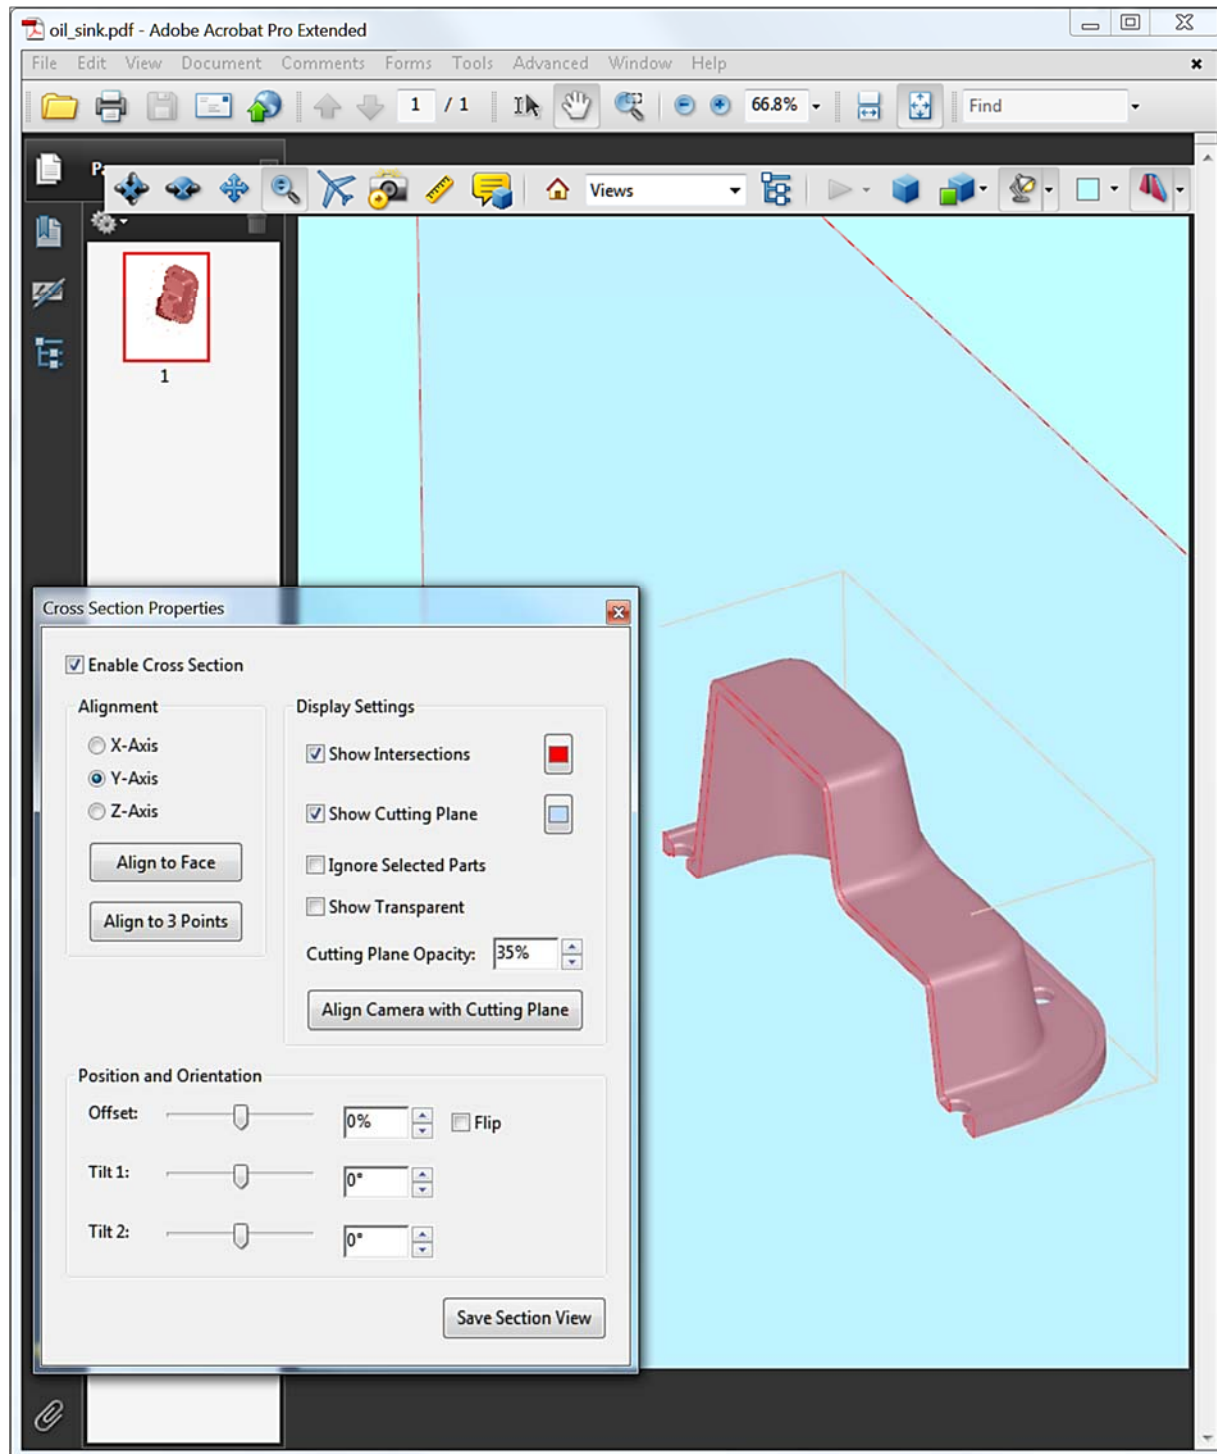 oil_sink.pdf - Adobe Acrobat Pro Extended
File Edit View Document Comments Forms Tools Advanced Window Help
1 / 1 66.8% Find
Views
1
Cross Section Properties
Enable Cross Section
Alignment
X-Axis
Y-Axis
Z-Axis
Align to Face
Align to 3 Points
Display Settings
Show Intersections
Show Cutting Plane
Ignore Selected Parts
Show Transparent
Cutting Plane Opacity: 35%
Align Camera with Cutting Plane
Position and Orientation
Offset: 0% Flip
Tilt 1: 0°
Tilt 2: 0°
Save Section View